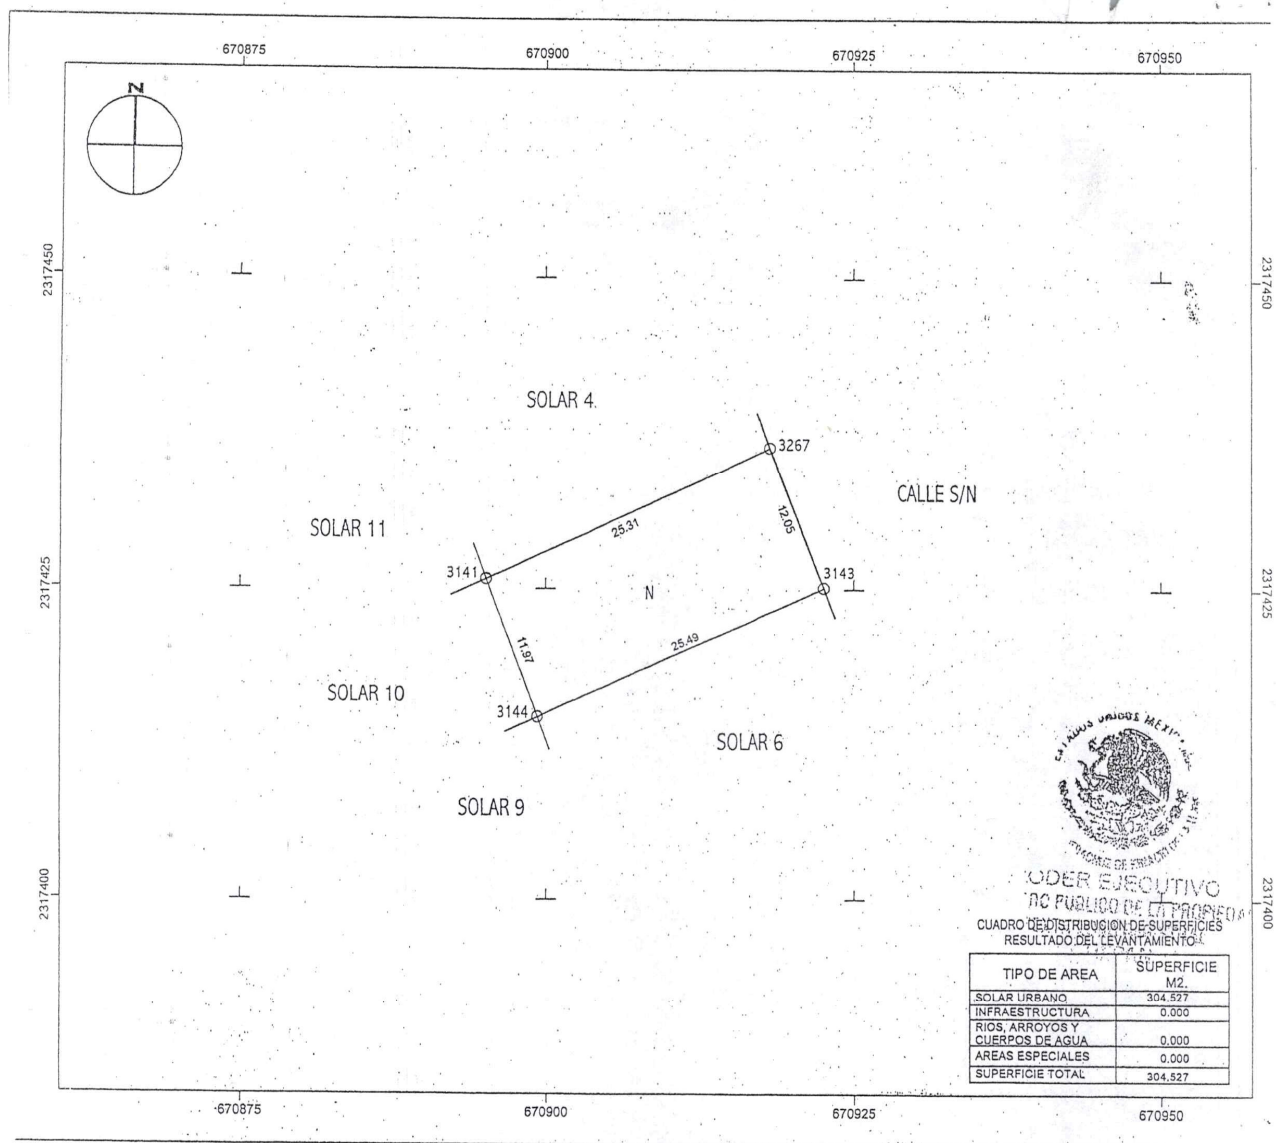 670875 670900 670925 670950
N
2317450 2317450
SOLAR 4.
3267
CALLE S/N
SOLAR 11
25.31
12.05
3141
3143
2317425 2317425
N
25.49
11.97
SOLAR 10
3144
SOLAR 6
SOLAR 9
ESTADOS UNIDOS MEXICANOS
2317400 2317400
PODER EJECUTIVO
PUBLICO DE LA PROPIEDA
CUADRO DE DISTRIBUCION DE SUPERFICIES
RESULTADO DEL LEVANTAMIENTO
TIPO DE AREA SUPERFICIE M2.
SOLAR URBANO 304.527
INFRAESTRUCTURA 0.000
RIOS, ARROYOS Y
CUERPOS DE AGUA 0.000
AREAS ESPECIALES 0.000
SUPERFICIE TOTAL 304.527
670875 670900 670925 670950